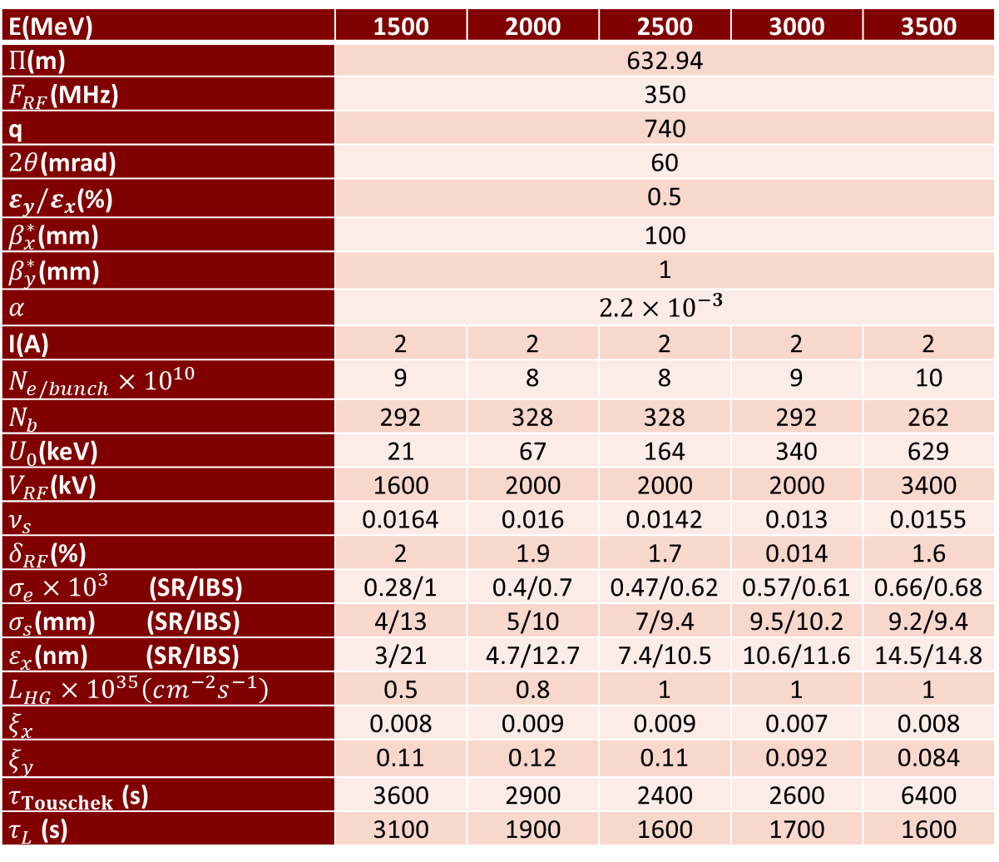 E(MeV) 1500 2000 2500 3000 3500
Π(m) 632.94
F_RF(MHz) 350
q 740
2θ(mrad) 60
ε_y/ε_x(%) 0.5
β_x^*(mm) 100
β_y^*(mm) 1
α 2.2 × 10^−3
I(A) 2 2 2 2 2
N_e/bunch × 10^10 9 8 8 9 10
N_b 292 328 328 292 262
U_0(keV) 21 67 164 340 629
V_RF(kV) 1600 2000 2000 2000 3400
ν_s 0.0164 0.016 0.0142 0.013 0.0155
δ_RF(%) 2 1.9 1.7 0.014 1.6
σ_e × 10^3 (SR/IBS) 0.28/1 0.4/0.7 0.47/0.62 0.57/0.61 0.66/0.68
σ_s(mm) (SR/IBS) 4/13 5/10 7/9.4 9.5/10.2 9.2/9.4
ε_x(nm) (SR/IBS) 3/21 4.7/12.7 7.4/10.5 10.6/11.6 14.5/14.8
L_HG × 10^35(cm^−2s^−1) 0.5 0.8 1 1 1
ξ_x 0.008 0.009 0.009 0.007 0.008
ξ_y 0.11 0.12 0.11 0.092 0.084
τ_Touschek (s) 3600 2900 2400 2600 6400
τ_L (s) 3100 1900 1600 1700 1600